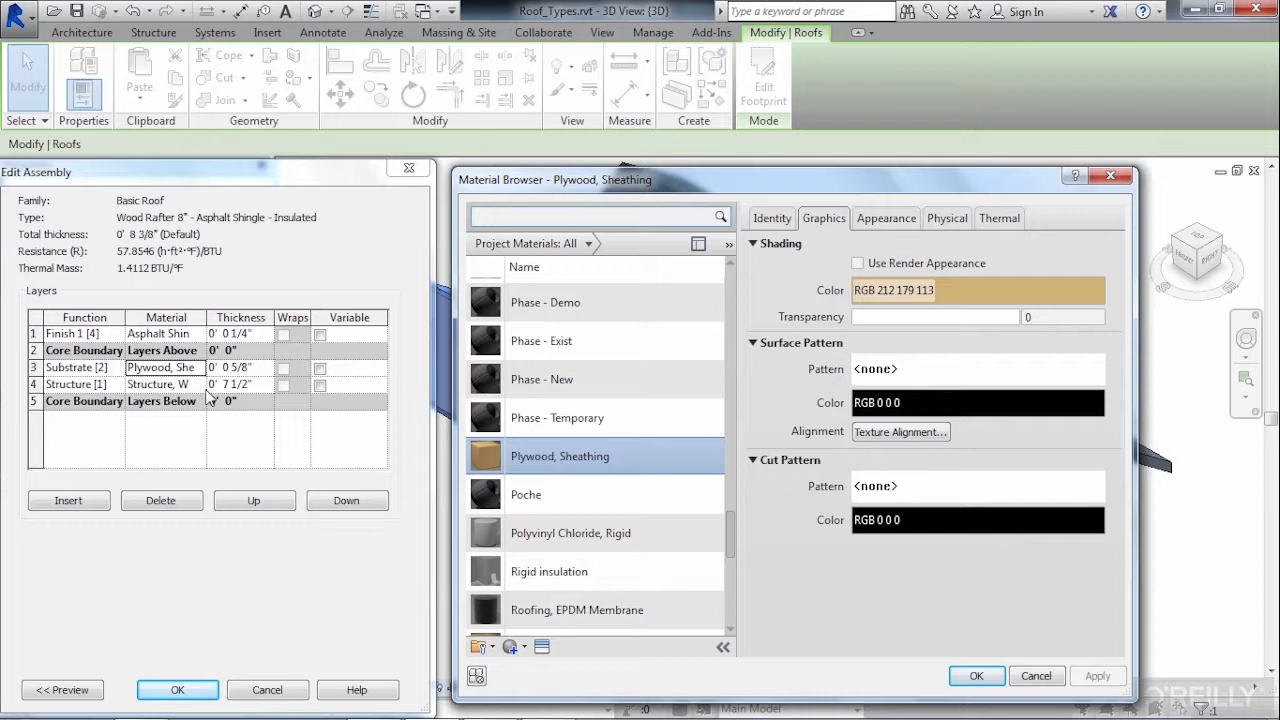 Roof_Types.rvt - 3D View: {3D}
Type a keyword or phrase
Sign In
Architecture
Structure
Systems
Insert
Annotate
Analyze
Massing & Site
Collaborate
View
Manage
Add-Ins
Modify | Roofs
Modify
Paste
Cope
Cut
Join
Edit
Footprint
Select
Properties
Clipboard
Geometry
Modify
View
Measure
Create
Mode
Modify | Roofs
Edit Assembly
Family: Basic Roof
Type: Wood Rafter 8" - Asphalt Shingle - Insulated
Total thickness: 0' 8 3/8" (Default)
Resistance (R): 57.8546 (h·ft²·°F)/BTU
Thermal Mass: 1.4112 BTU/°F
Layers
Function Material Thickness Wraps Variable
1 Finish 1 [4] Asphalt Shin 0' 0 1/4"
2 Core Boundary Layers Above 0' 0"
3 Substrate [2] Plywood, She 0' 0 5/8"
4 Structure [1] Structure, W 0' 7 1/2"
5 Core Boundary Layers Below 0' 0"
Insert
Delete
Up
Down
<< Preview
OK
Cancel
Help
Material Browser - Plywood, Sheathing
Project Materials: All
»
Name
Phase - Demo
Phase - Exist
Phase - New
Phase - Temporary
Plywood, Sheathing
Poche
Polyvinyl Chloride, Rigid
Rigid insulation
Roofing, EPDM Membrane
Identity
Graphics
Appearance
Physical
Thermal
Shading
Use Render Appearance
Color RGB 212 179 113
Transparency 0
Surface Pattern
Pattern <none>
Color RGB 0 0 0
Alignment Texture Alignment...
Cut Pattern
Pattern <none>
Color RGB 0 0 0
OK
Cancel
Apply
FRONT
RIGHT
:0
Main Model
:1
O'REILLY